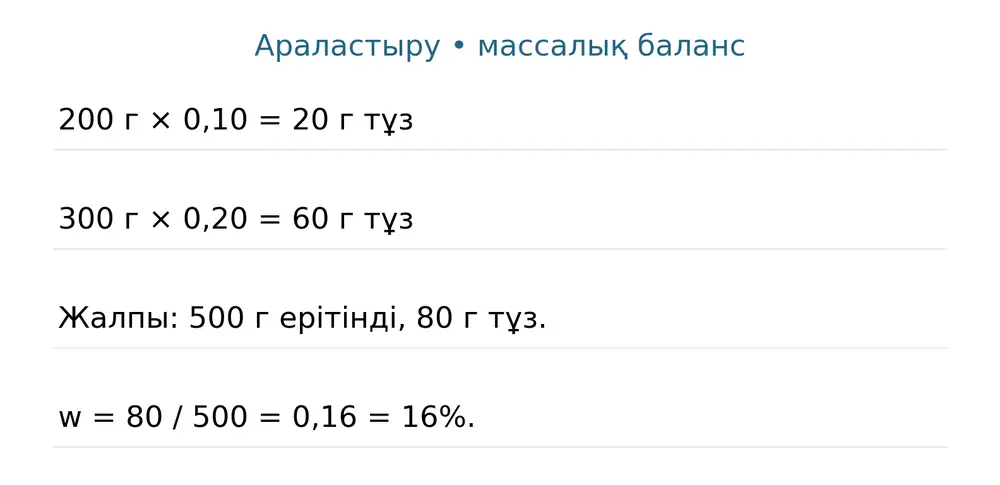 Араластыру • массалық баланс
200 г × 0,10 = 20 г тұз
300 г × 0,20 = 60 г тұз
Жалпы: 500 г ерітінді, 80 г тұз.
w = 80 / 500 = 0,16 = 16%.